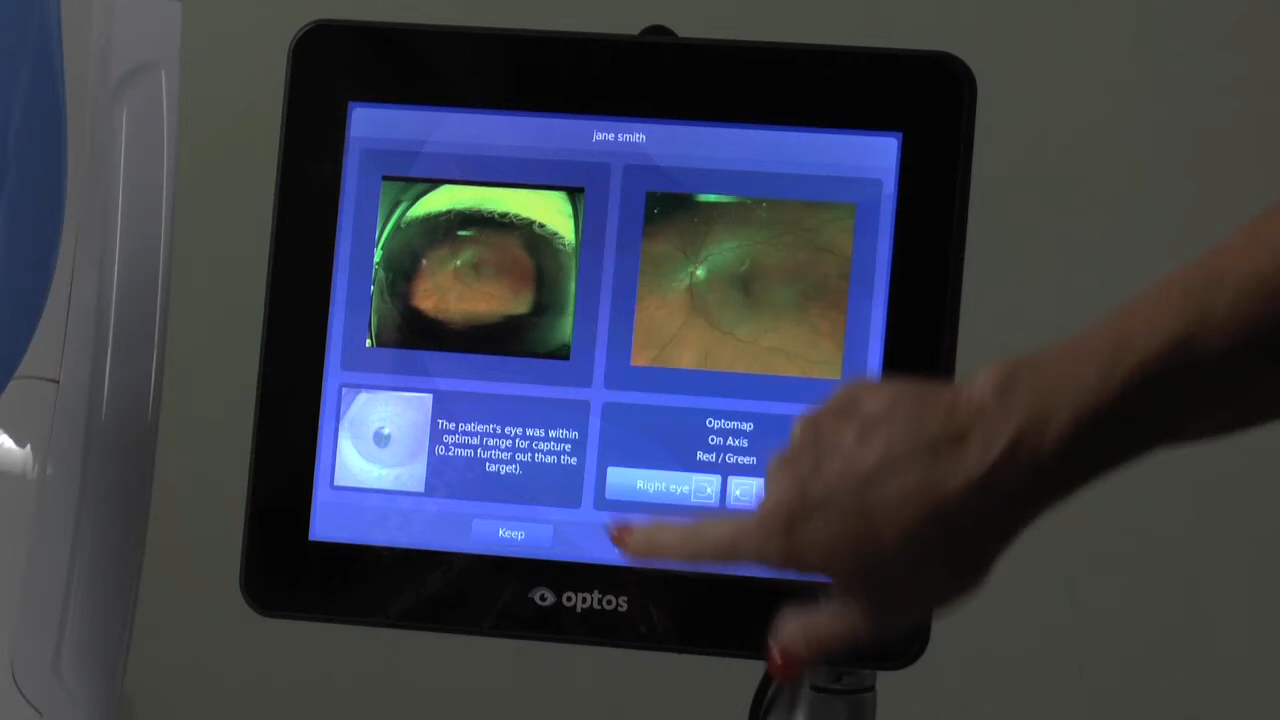 jane smith
The patient's eye was within
optimal range for capture
(0.2mm further out than the
target).
Optomap
On Axis
Red / Green
Right eye
Keep
optos